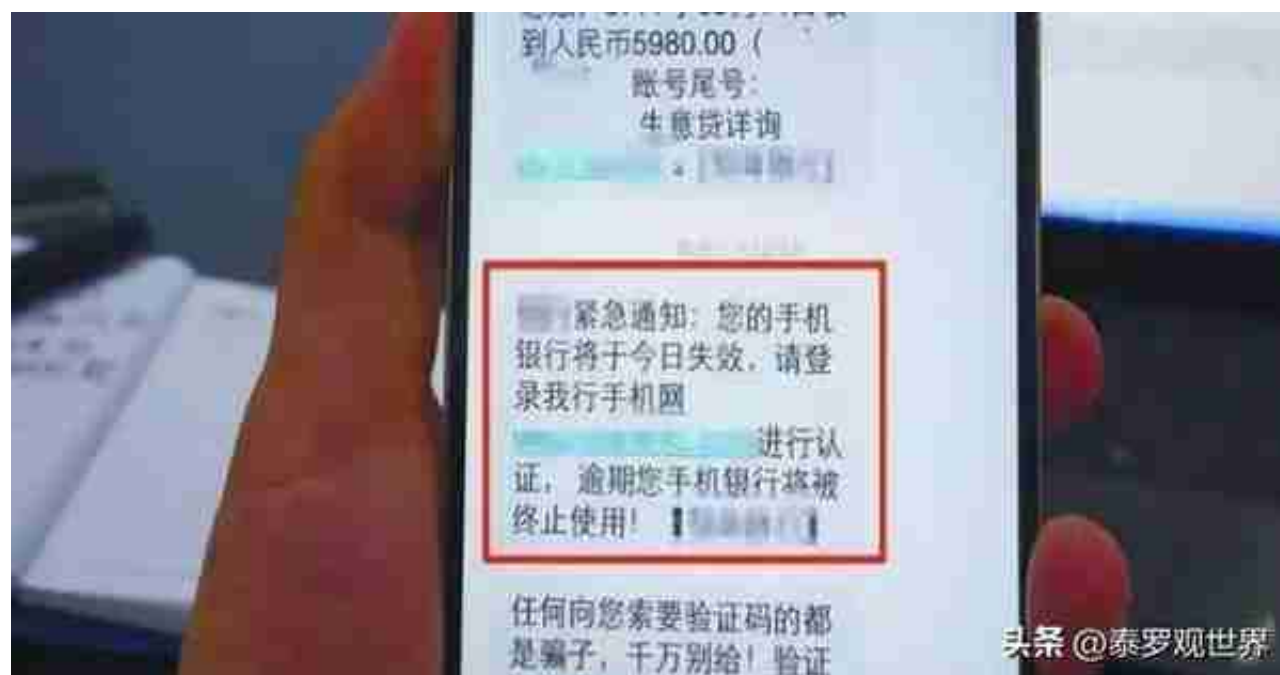 到人民币5980.00（
账号尾号：
生意贷详询
紧急通知：您的手机
银行将于今日失效，请登
录我行手机网
进行认
证，逾期您手机银行将被
终止使用！【
任何向您索要验证码的都
是骗子，千万别给！验证
头条 @泰罗观世界